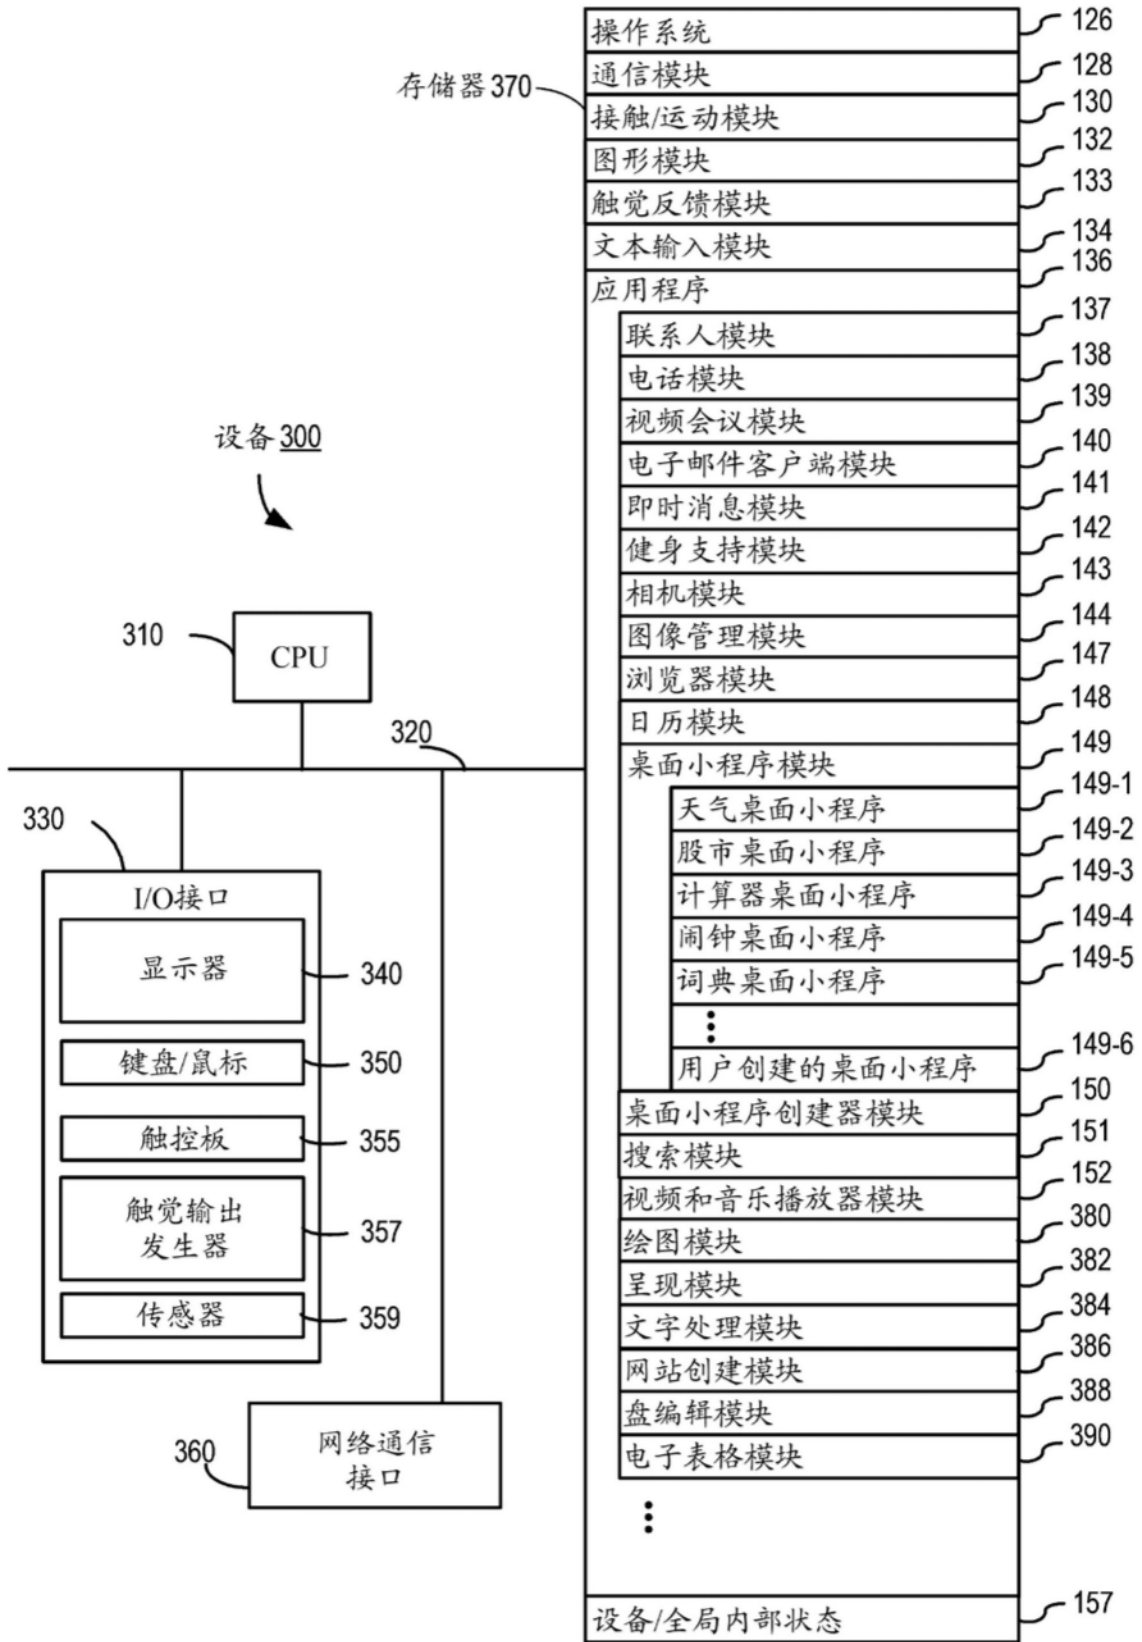 设备 300
310
CPU
320
330
I/O接口
显示器
340
键盘/鼠标
350
触控板
355
触觉输出
发生器
357
传感器
359
360
网络通信
接口
存储器 370
操作系统
126
通信模块
128
接触/运动模块
130
图形模块
132
触觉反馈模块
133
文本输入模块
134
应用程序
136
联系人模块
137
电话模块
138
视频会议模块
139
电子邮件客户端模块
140
即时消息模块
141
健身支持模块
142
相机模块
143
图像管理模块
144
浏览器模块
147
日历模块
148
桌面小程序模块
149
天气桌面小程序
149-1
股市桌面小程序
149-2
计算器桌面小程序
149-3
闹钟桌面小程序
149-4
词典桌面小程序
149-5
用户创建的桌面小程序
149-6
桌面小程序创建器模块
150
搜索模块
151
视频和音乐播放器模块
152
绘图模块
380
呈现模块
382
文字处理模块
384
网站创建模块
386
盘编辑模块
388
电子表格模块
390
设备/全局内部状态
157